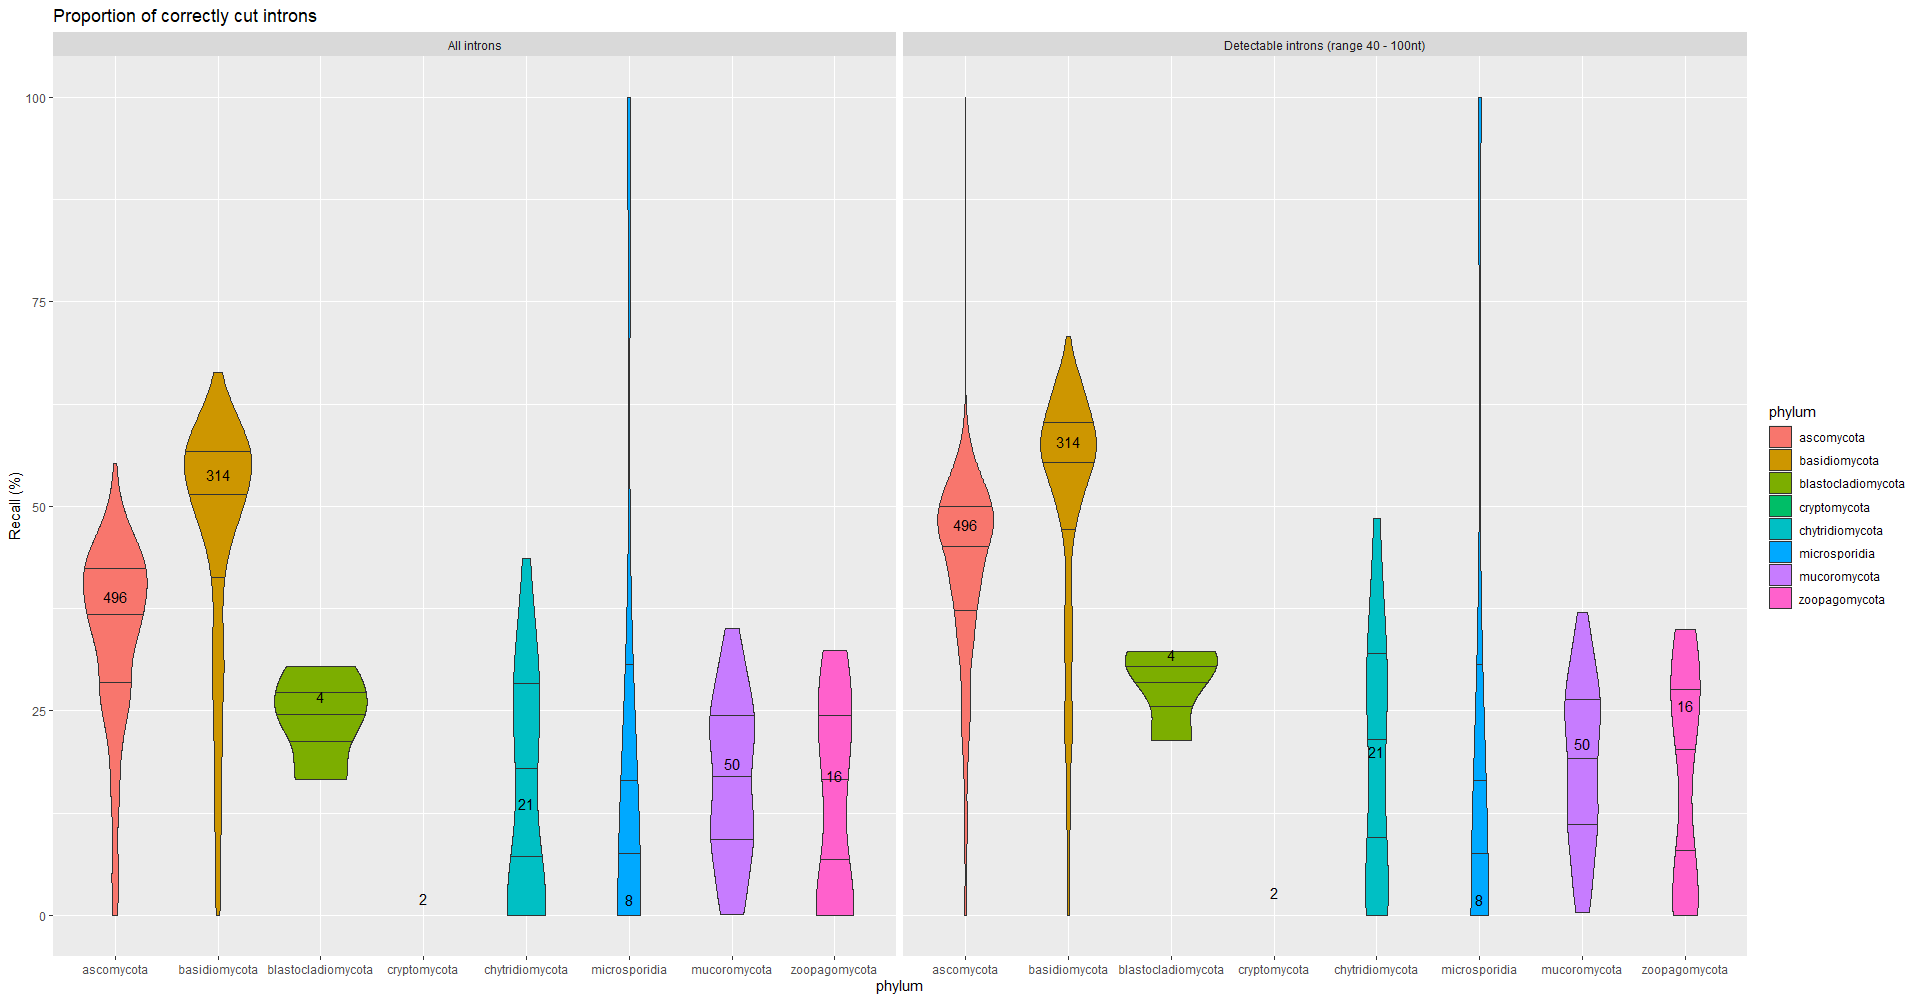 Proportion of correctly cut introns
All introns
Detectable introns (range 40 - 100nt)
Recall (%)
100
75
50
25
0
496
314
4
2
21
8
50
16
496
314
4
2
21
8
50
16
ascomycota
basidiomycota
blastocladiomycota
cryptomycota
chytridiomycota
microsporidia
mucoromycota
zoopagomycota
ascomycota
basidiomycota
blastocladiomycota
cryptomycota
chytridiomycota
microsporidia
mucoromycota
zoopagomycota
phylum
phylum
ascomycota
basidiomycota
blastocladiomycota
cryptomycota
chytridiomycota
microsporidia
mucoromycota
zoopagomycota